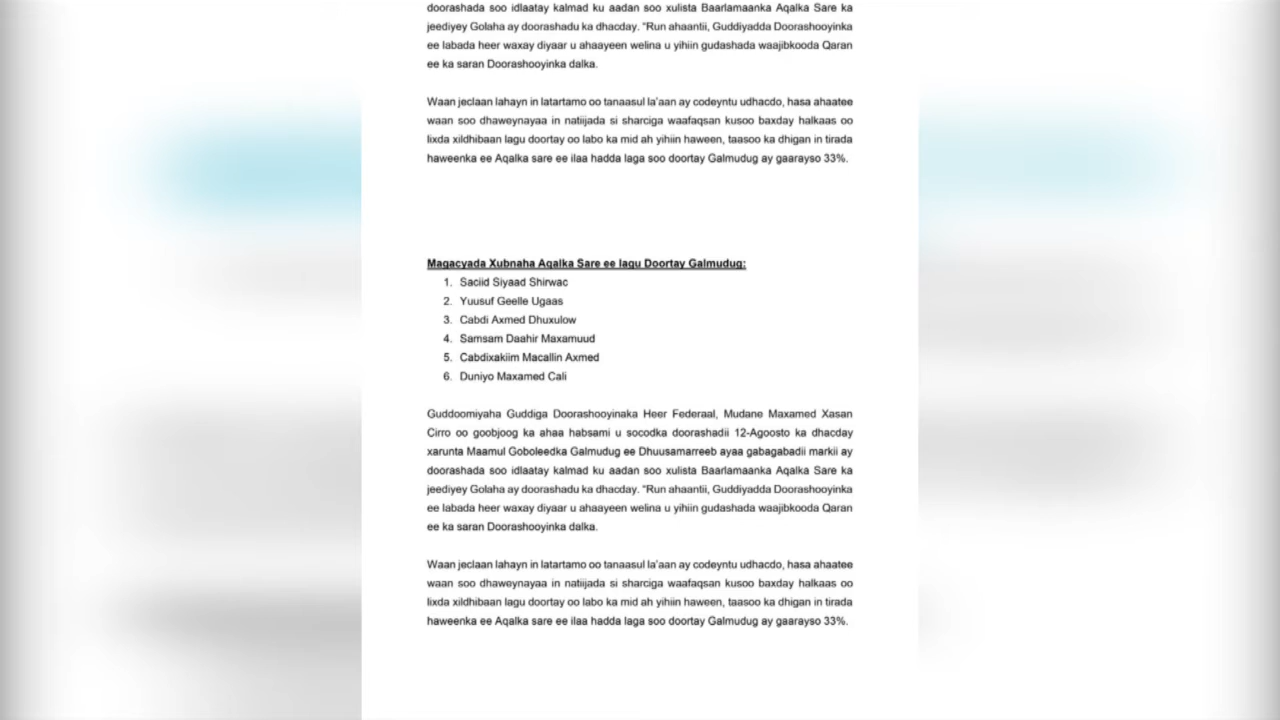 doorashada soo idlaatay kalmad ku aadan soo xulista Baarlamaanka Aqalka Sare ka
jeediyey Golaha ay doorashadu ka dhacday. “Run ahaantii, Guddiyadda Doorashooyinka
ee labada heer waxay diyaar u ahaayeen welina u yihiin gudashada waajibkooda Qaran
ee ka saran Doorashooyinka dalka.
Waan jeclaan lahayn in latartamo oo tanaasul la’aan ay codeyntu udhacdo, hasa ahaatee
waan soo dhaweynayaa in natiijada si sharciga waafaqsan kusoo baxday halkaas oo
lixda xildhibaan lagu doortay oo labo ka mid ah yihiin haween, taasoo ka dhigan in tirada
haweenka ee Aqalka sare ee ilaa hadda laga soo doortay Galmudug ay gaarayso 33%.
Magacyada Xubnaha Aqalka Sare ee lagu Doortay Galmudug:
1. Saciid Siyaad Shirwac
2. Yuusuf Geelle Ugaas
3. Cabdi Axmed Dhuxulow
4. Samsam Daahir Maxamuud
5. Cabdixakiim Macallin Axmed
6. Duniyo Maxamed Cali
Guddoomiyaha Guddiga Doorashooyinaka Heer Federaal, Mudane Maxamed Xasan
Cirro oo goobjoog ka ahaa habsami u socodka doorashadii 12-Agoosto ka dhacday
xarunta Maamul Goboleedka Galmudug ee Dhuusamarreeb ayaa gabagabadii markii ay
doorashada soo idlaatay kalmad ku aadan soo xulista Baarlamaanka Aqalka Sare ka
jeediyey Golaha ay doorashadu ka dhacday. “Run ahaantii, Guddiyadda Doorashooyinka
ee labada heer waxay diyaar u ahaayeen welina u yihiin gudashada waajibkooda Qaran
ee ka saran Doorashooyinka dalka.
Waan jeclaan lahayn in latartamo oo tanaasul la’aan ay codeyntu udhacdo, hasa ahaatee
waan soo dhaweynayaa in natiijada si sharciga waafaqsan kusoo baxday halkaas oo
lixda xildhibaan lagu doortay oo labo ka mid ah yihiin haween, taasoo ka dhigan in tirada
haweenka ee Aqalka sare ee ilaa hadda laga soo doortay Galmudug ay gaarayso 33%.